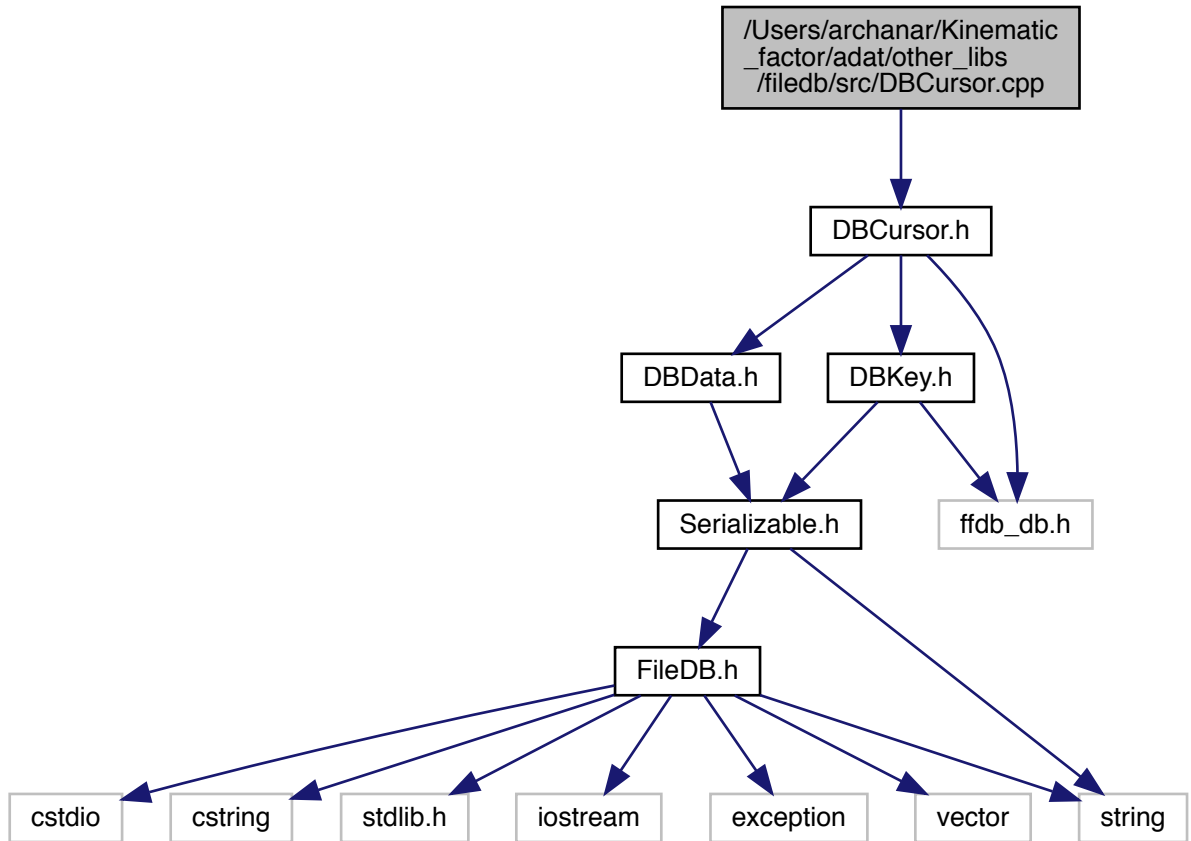 /Users/archanar/Kinematic
_factor/adat/other_libs
/filedb/src/DBCursor.cpp
DBCursor.h
DBData.h
DBKey.h
Serializable.h
ffdb_db.h
FileDB.h
cstdio
cstring
stdlib.h
iostream
exception
vector
string